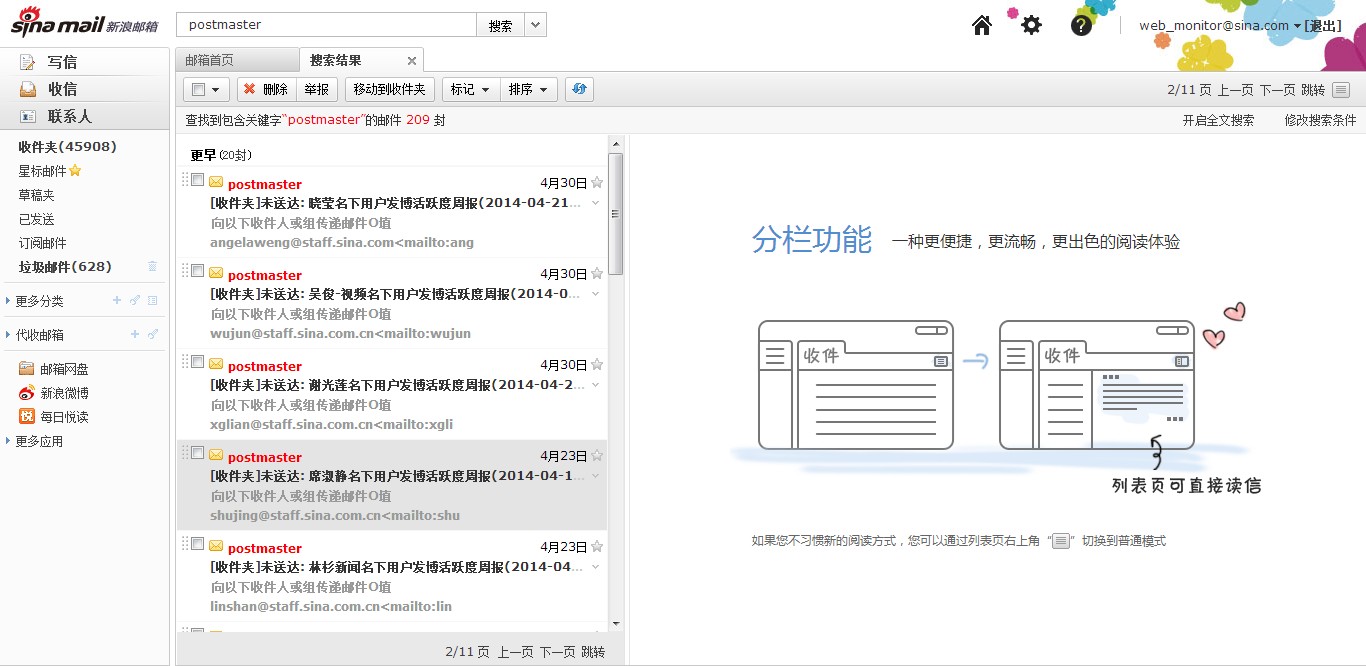 sina mail 新浪邮箱
postmaster 搜索
web_monitor@sina.com [退出]
写信
收信
联系人
收件夹(45908)
星标邮件
草稿夹
已发送
订阅邮件
垃圾邮件(628)
更多分类
代收邮箱
邮箱网盘
新浪微博
悦 每日悦读
更多应用
邮箱首页 搜索结果
删除 举报 移动到收件夹 标记 排序
2/11 页 上一页 下一页 跳转
查找到包含关键字“postmaster”的邮件 209 封
开启全文搜索 修改搜索条件
更早 (20封)
postmaster 4月30日
[收件夹]未送达: 晓莹名下用户发博活跃度周报(2014-04-21...
向以下收件人或组传递邮件O值
angelaweng@staff.sina.com<mailto:ang
postmaster 4月30日
[收件夹]未送达: 吴俊-视频名下用户发博活跃度周报(2014-0...
向以下收件人或组传递邮件O值
wujun@staff.sina.com.cn<mailto:wujun
postmaster 4月30日
[收件夹]未送达: 谢光莲名下用户发博活跃度周报(2014-04-2...
向以下收件人或组传递邮件O值
xglian@staff.sina.com.cn<mailto:xgli
postmaster 4月23日
[收件夹]未送达: 席淑静名下用户发博活跃度周报(2014-04-1...
向以下收件人或组传递邮件O值
shujing@staff.sina.com.cn<mailto:shu
postmaster 4月23日
[收件夹]未送达: 林杉新闻名下用户发博活跃度周报(2014-04...
向以下收件人或组传递邮件O值
linshan@staff.sina.com.cn<mailto:lin
2/11 页 上一页 下一页 跳转
分栏功能 一种更便捷，更流畅，更出色的阅读体验
收件 收件
列表页可直接读信
如果您不习惯新的阅读方式，您可以通过列表页右上角 “ ” 切换到普通模式